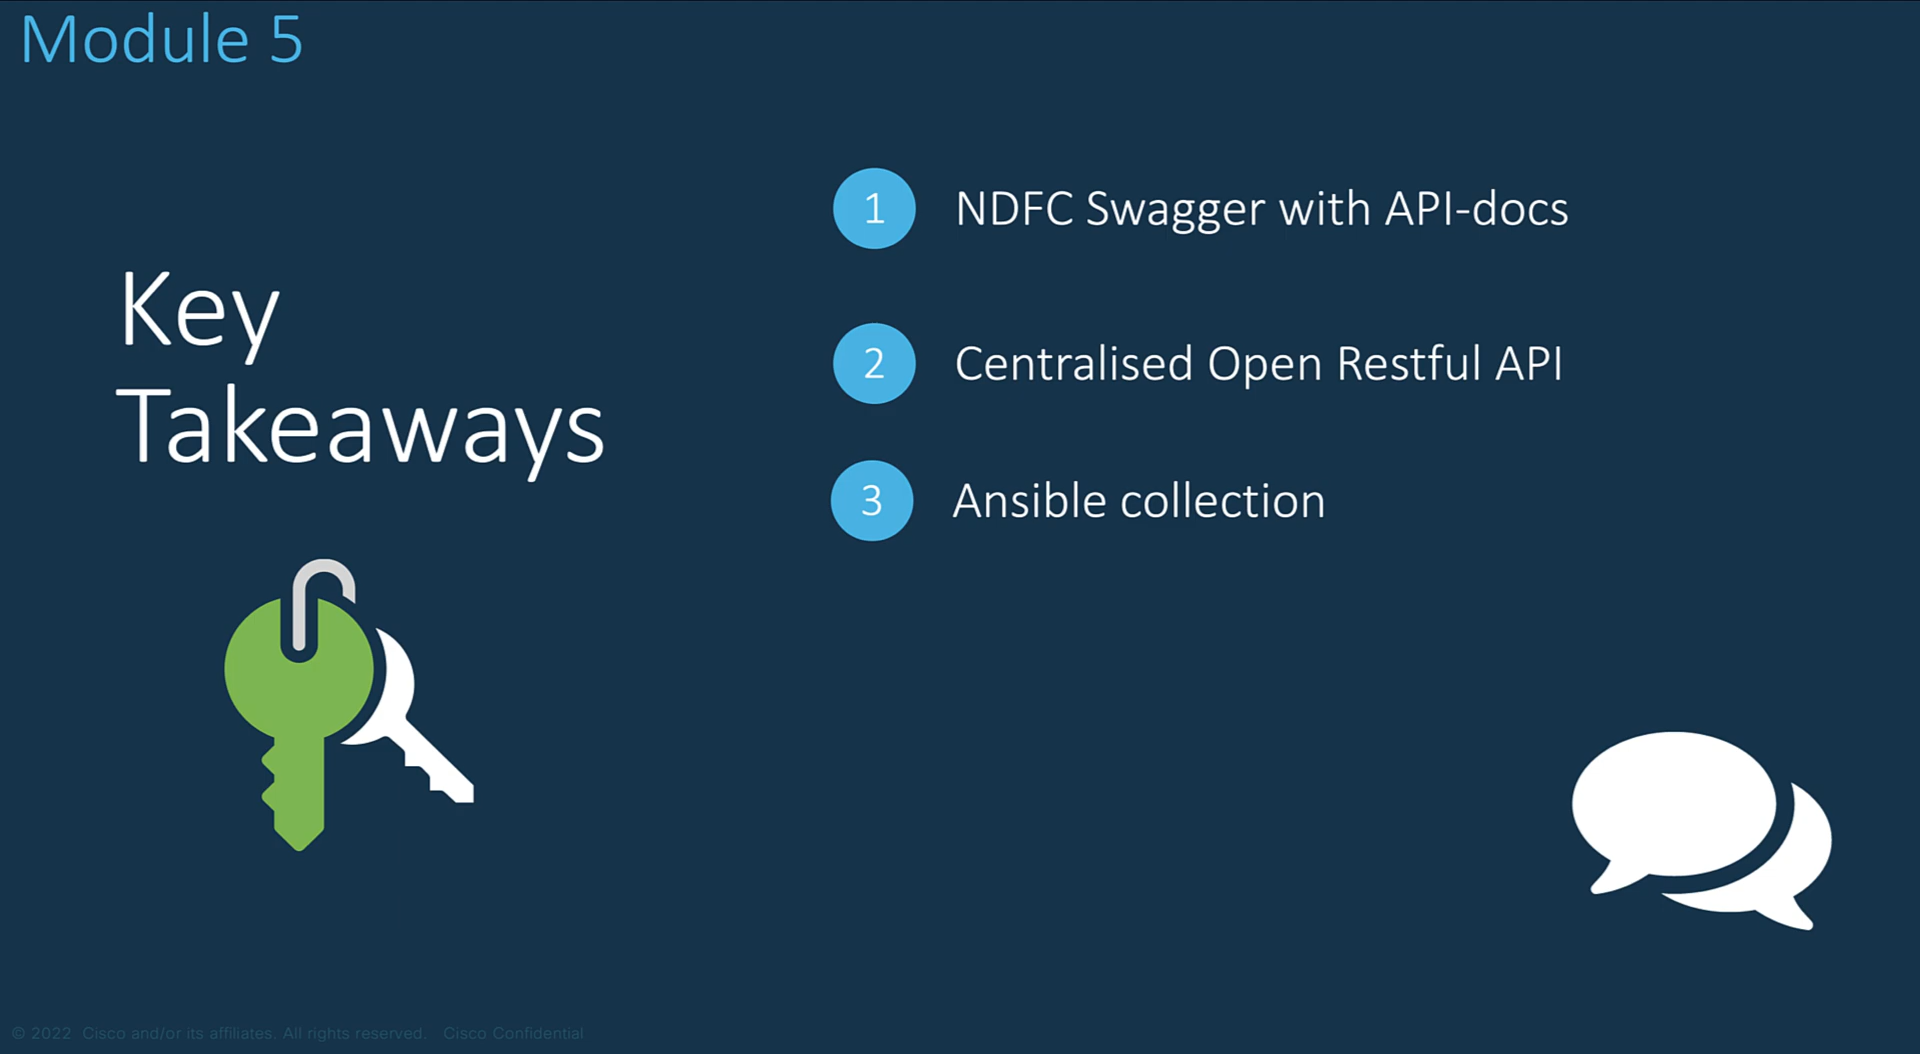 Module 5
Key
Takeaways
1 NDFC Swagger with API-docs
2 Centralised Open Restful API
3 Ansible collection
© 2022 Cisco and/or its affiliates. All rights reserved. Cisco Confidential